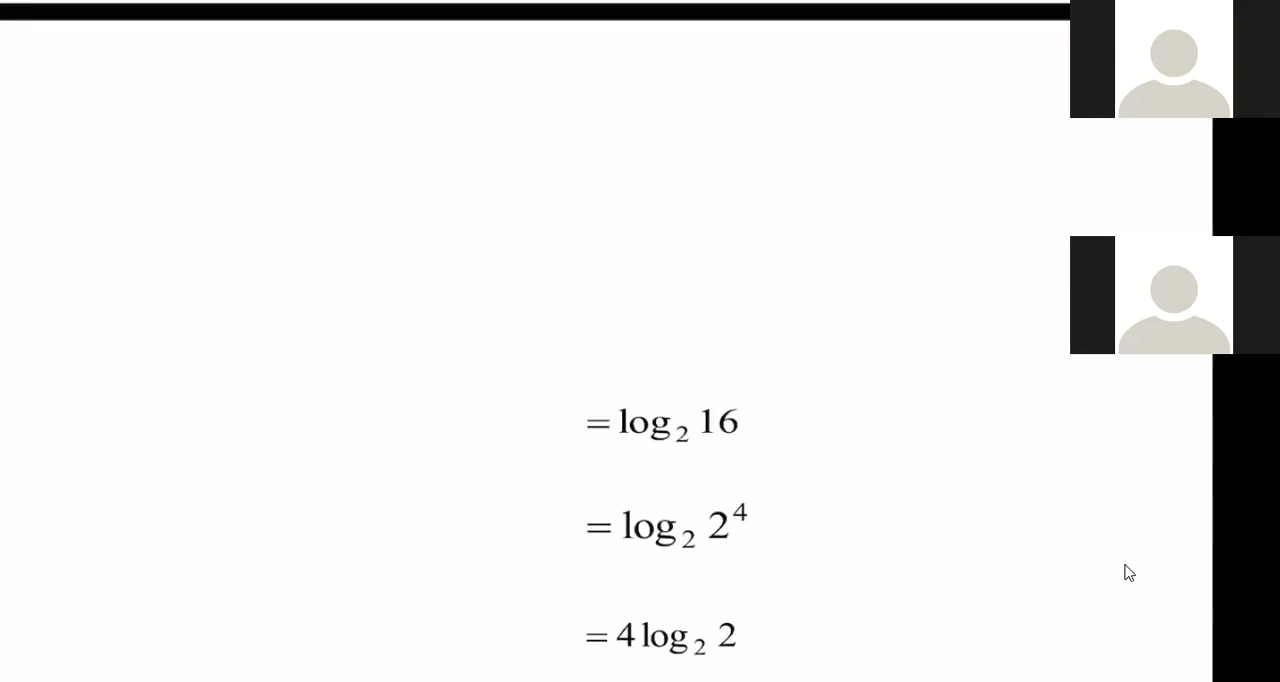 = log₂ 16
= log₂ 2⁴
= 4 log₂ 2